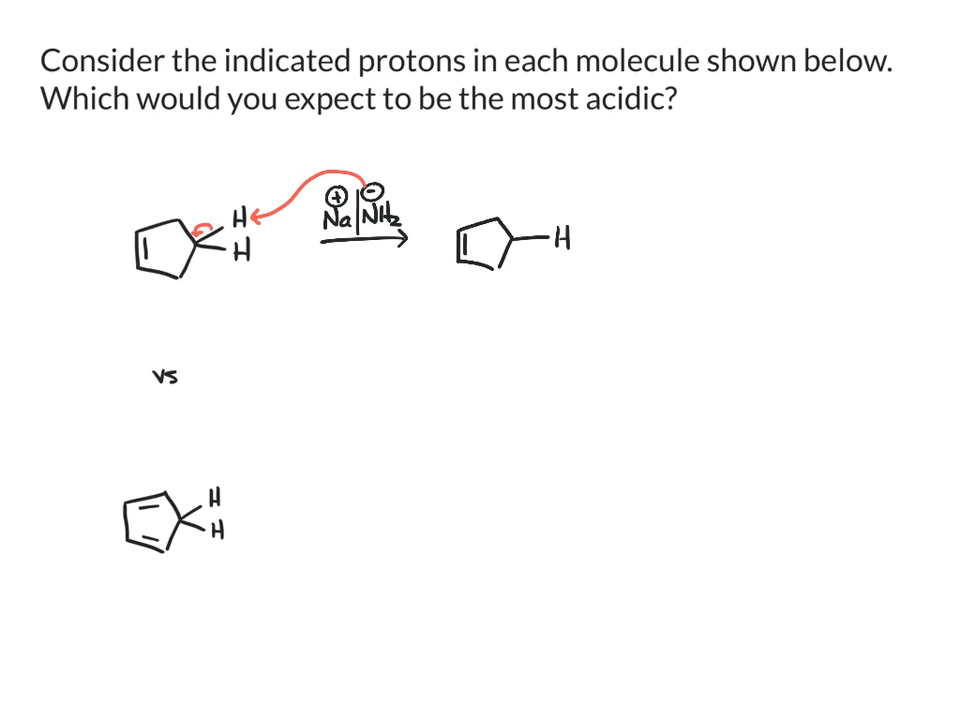 Consider the indicated protons in each molecule shown below.
Which would you expect to be the most acidic?
H
H
⊕ ⊖
Na | NH₂
H
vs
H
H